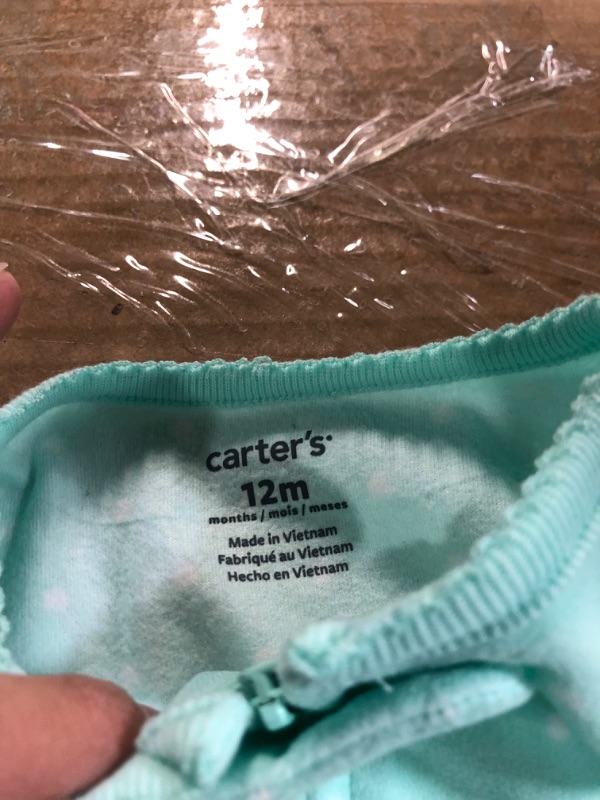 carter's
12m
months / mois / meses
Made in Vietnam
Fabriqué au Vietnam
Hecho en Vietnam